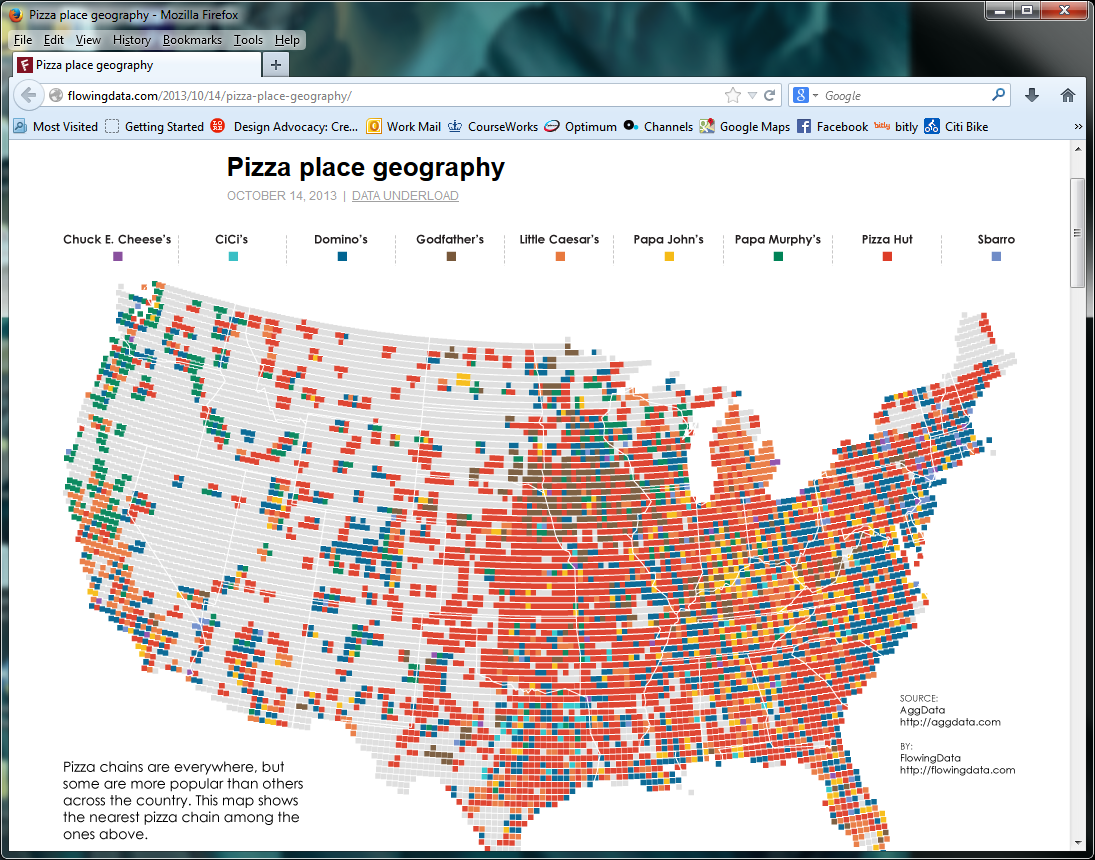 Pizza place geography - Mozilla Firefox
File Edit View History Bookmarks Tools Help
Pizza place geography
flowingdata.com/2013/10/14/pizza-place-geography/
Google
Most Visited Getting Started Design Advocacy: Cre... Work Mail CourseWorks Optimum Channels Google Maps Facebook bitly bitly Citi Bike
Pizza place geography
OCTOBER 14, 2013 | DATA UNDERLOAD
Chuck E. Cheese's CiCi's Domino's Godfather's Little Caesar's Papa John's Papa Murphy's Pizza Hut Sbarro
SOURCE:
AggData
http://aggdata.com
BY:
FlowingData
http://flowingdata.com
Pizza chains are everywhere, but
some are more popular than others
across the country. This map shows
the nearest pizza chain among the
ones above.